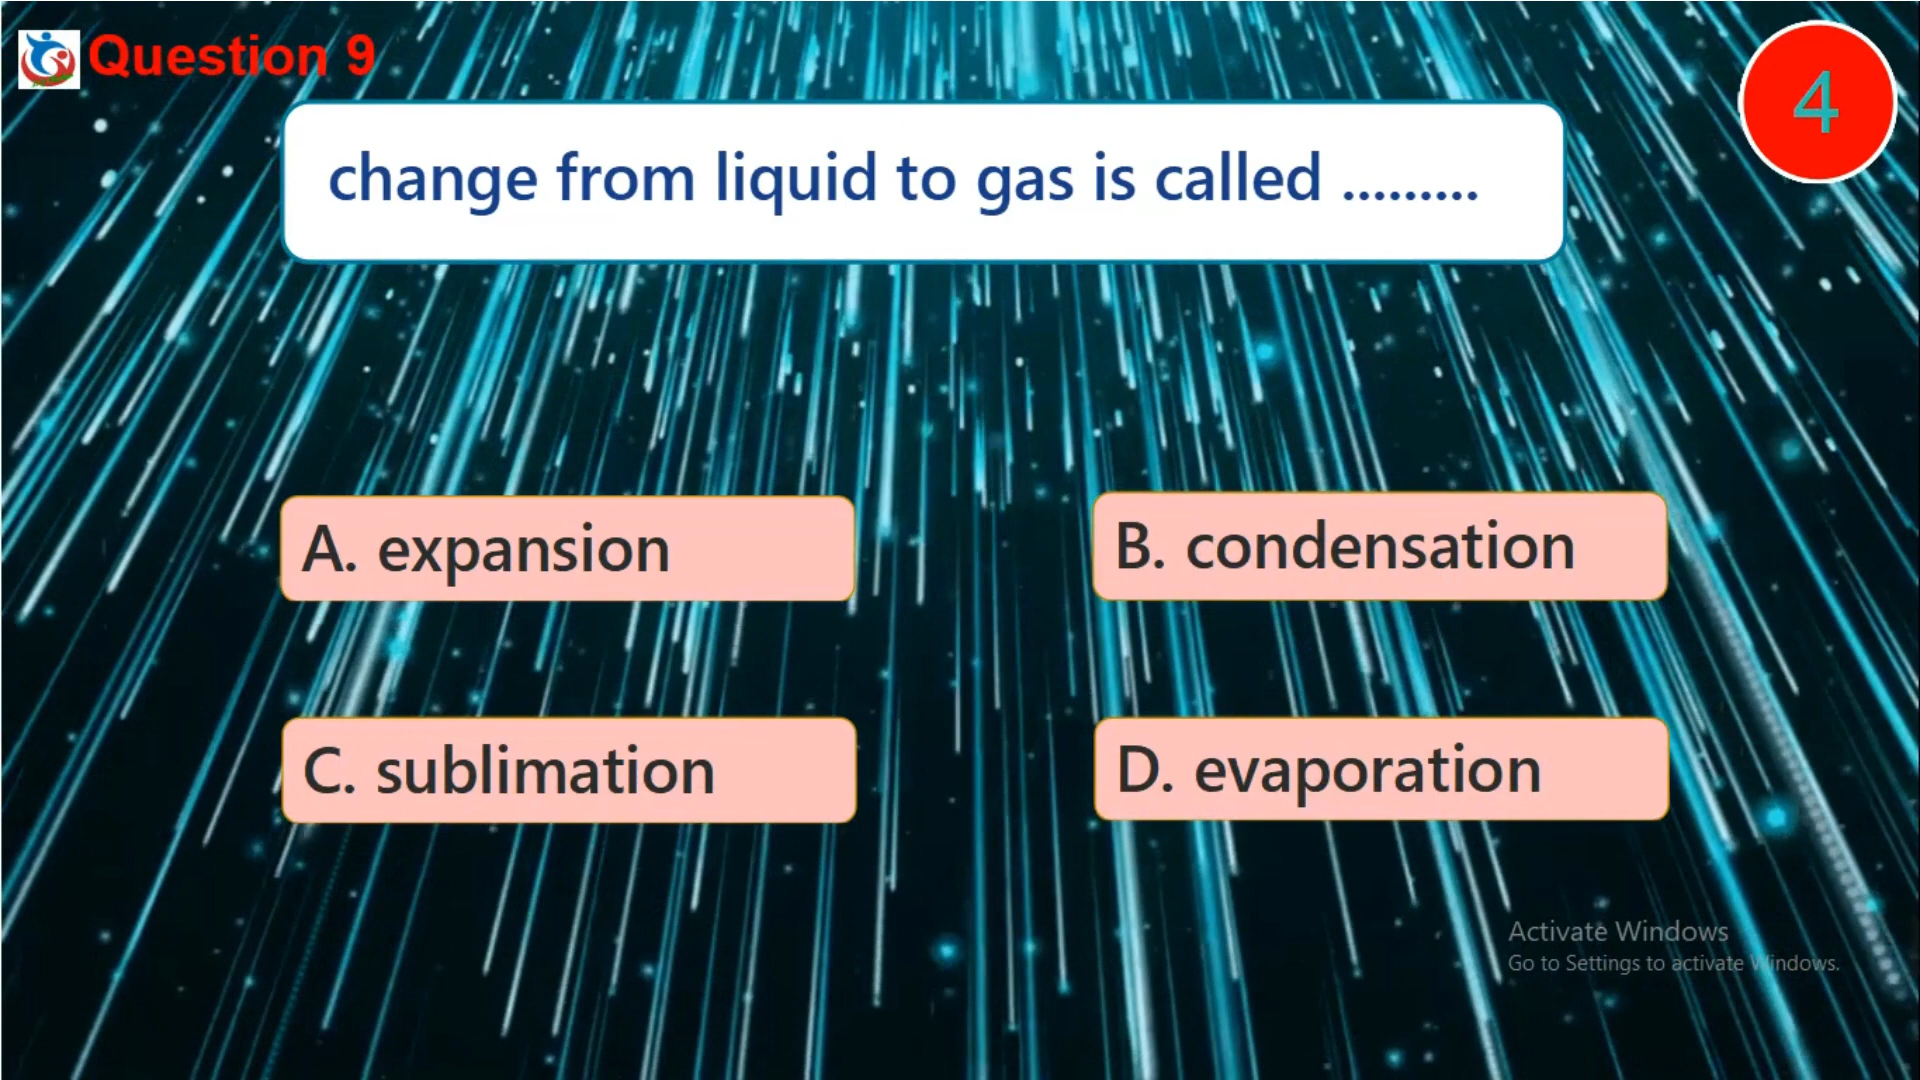 Question 9
4
change from liquid to gas is called .........
A. expansion
B. condensation
C. sublimation
D. evaporation
Activate Windows
Go to Settings to activate Windows.